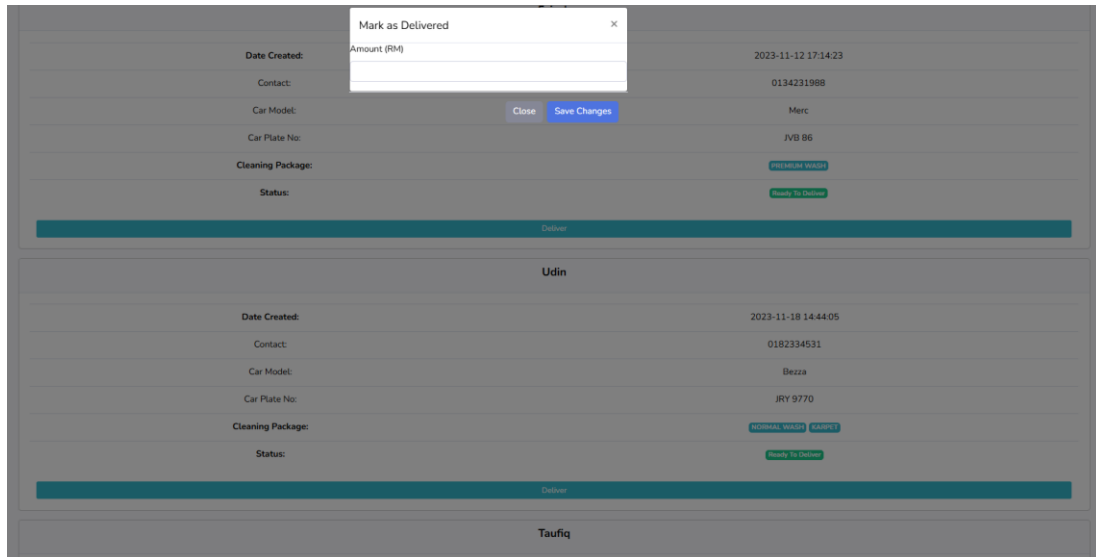 Mark as Delivered ×
Amount (RM)
Close Save Changes
Date Created: 2023-11-12 17:14:23
Contact: 0134231988
Car Model: Merc
Car Plate No: JVB 86
Cleaning Package: PREMIUM WASH
Status: Ready To Deliver
Deliver
Udin
Date Created: 2023-11-18 14:44:05
Contact: 0182334531
Car Model: Bezza
Car Plate No: JRY 9770
Cleaning Package: NORMAL WASH KARPET
Status: Ready To Deliver
Deliver
Taufiq